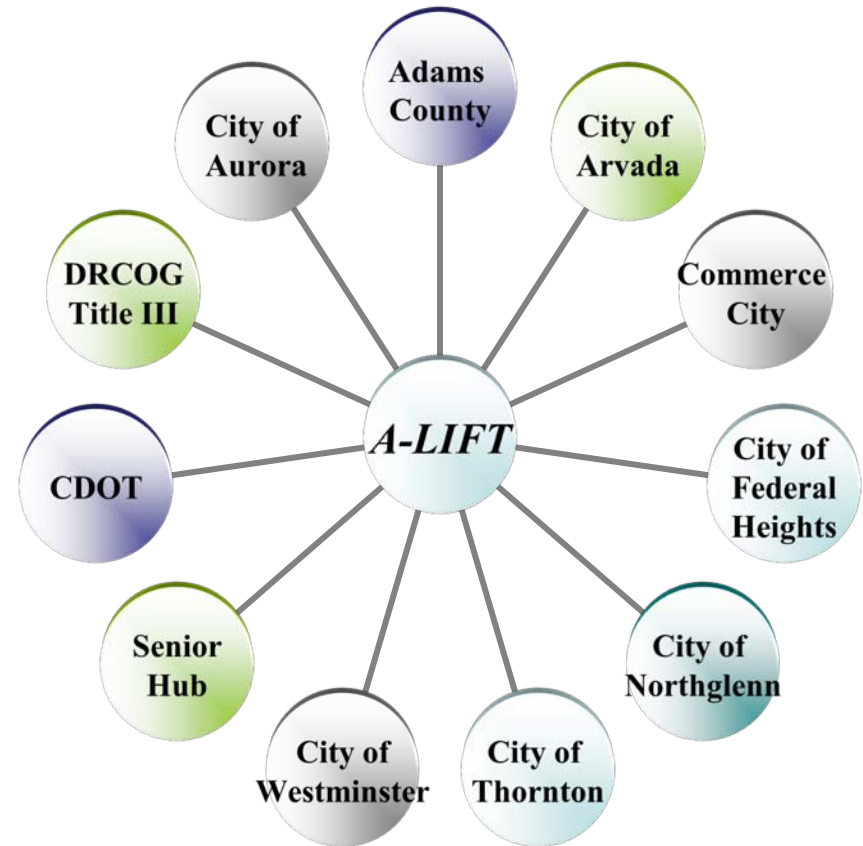 Adams
County
City of
Arvada
Commerce
City
City of
Federal
Heights
City of
Northglenn
City of
Thornton
City of
Westminster
Senior
Hub
CDOT
DRCOG
Title III
City of
Aurora
A-LIFT